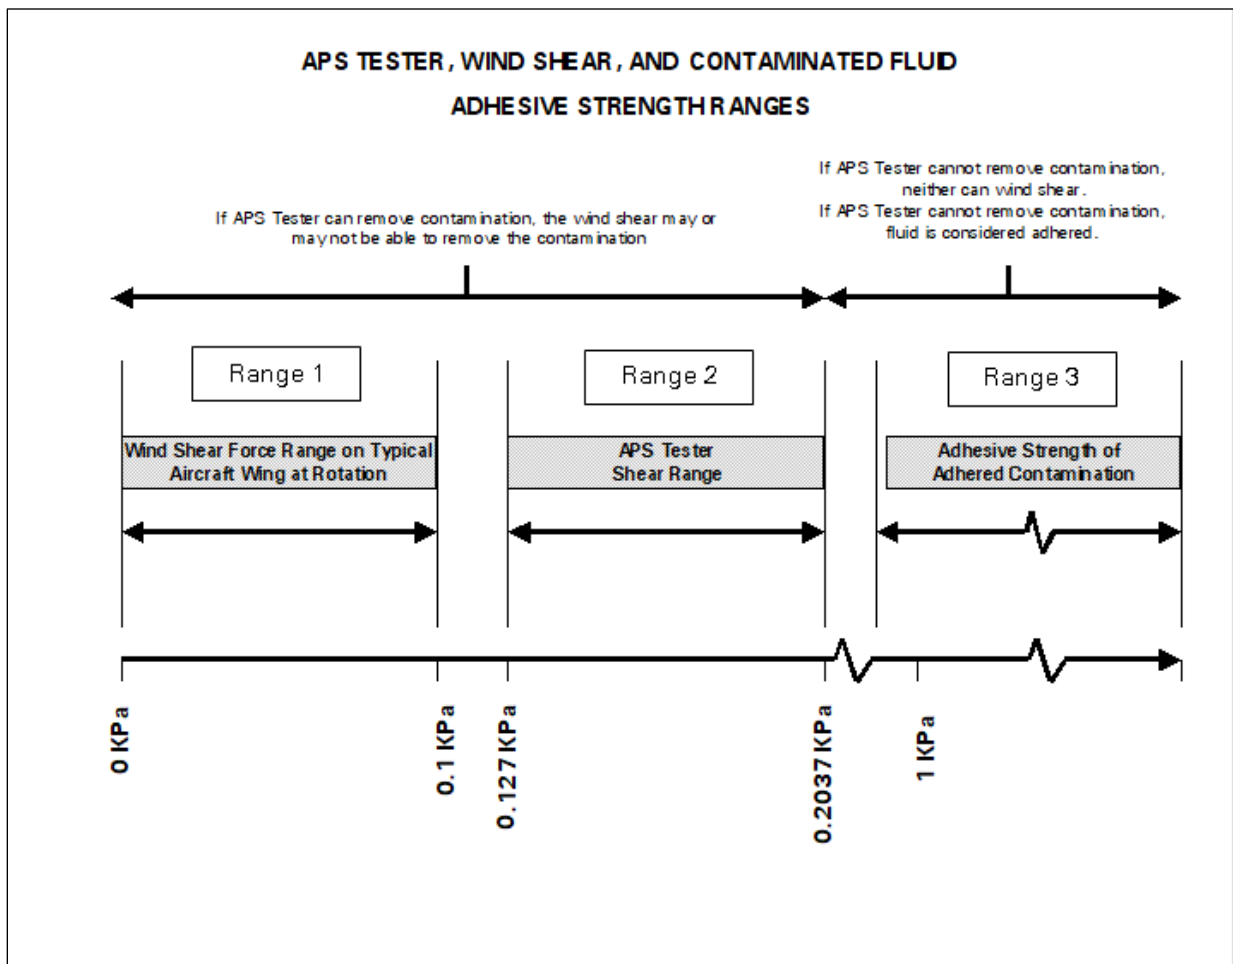 APS TESTER, WIND SHEAR, AND CONTAMINATED FLUID
ADHESIVE STRENGTH RANGES
If APS Tester can remove contamination, the wind shear may or
may not be able to remove the contamination
If APS Tester cannot remove contamination,
neither can wind shear.
If APS Tester cannot remove contamination,
fluid is considered adhered.
Range 1
Range 2
Range 3
Wind Shear Force Range on Typical
Aircraft Wing at Rotation
APS Tester
Shear Range
Adhesive Strength of
Adhered Contamination
0 KPa
0.1 KPa
0.127 KPa
0.2037 KPa
1 KPa